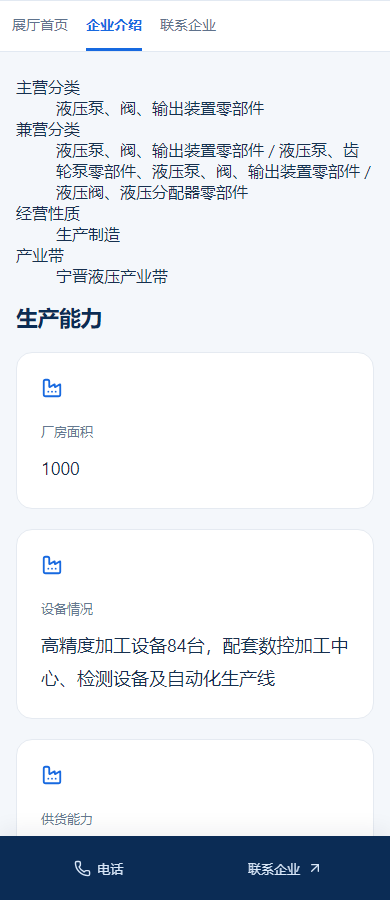 展厅首页 企业介绍 联系企业
主营分类
液压泵、阀、输出装置零部件
兼营分类
液压泵、阀、输出装置零部件 / 液压泵、齿
轮泵零部件、液压泵、阀、输出装置零部件 /
液压阀、液压分配器零部件
经营性质
生产制造
产业带
宁晋液压产业带
生产能力
厂房面积
1000
设备情况
高精度加工设备84台，配套数控加工中
心、检测设备及自动化生产线
供货能力
电话 联系企业